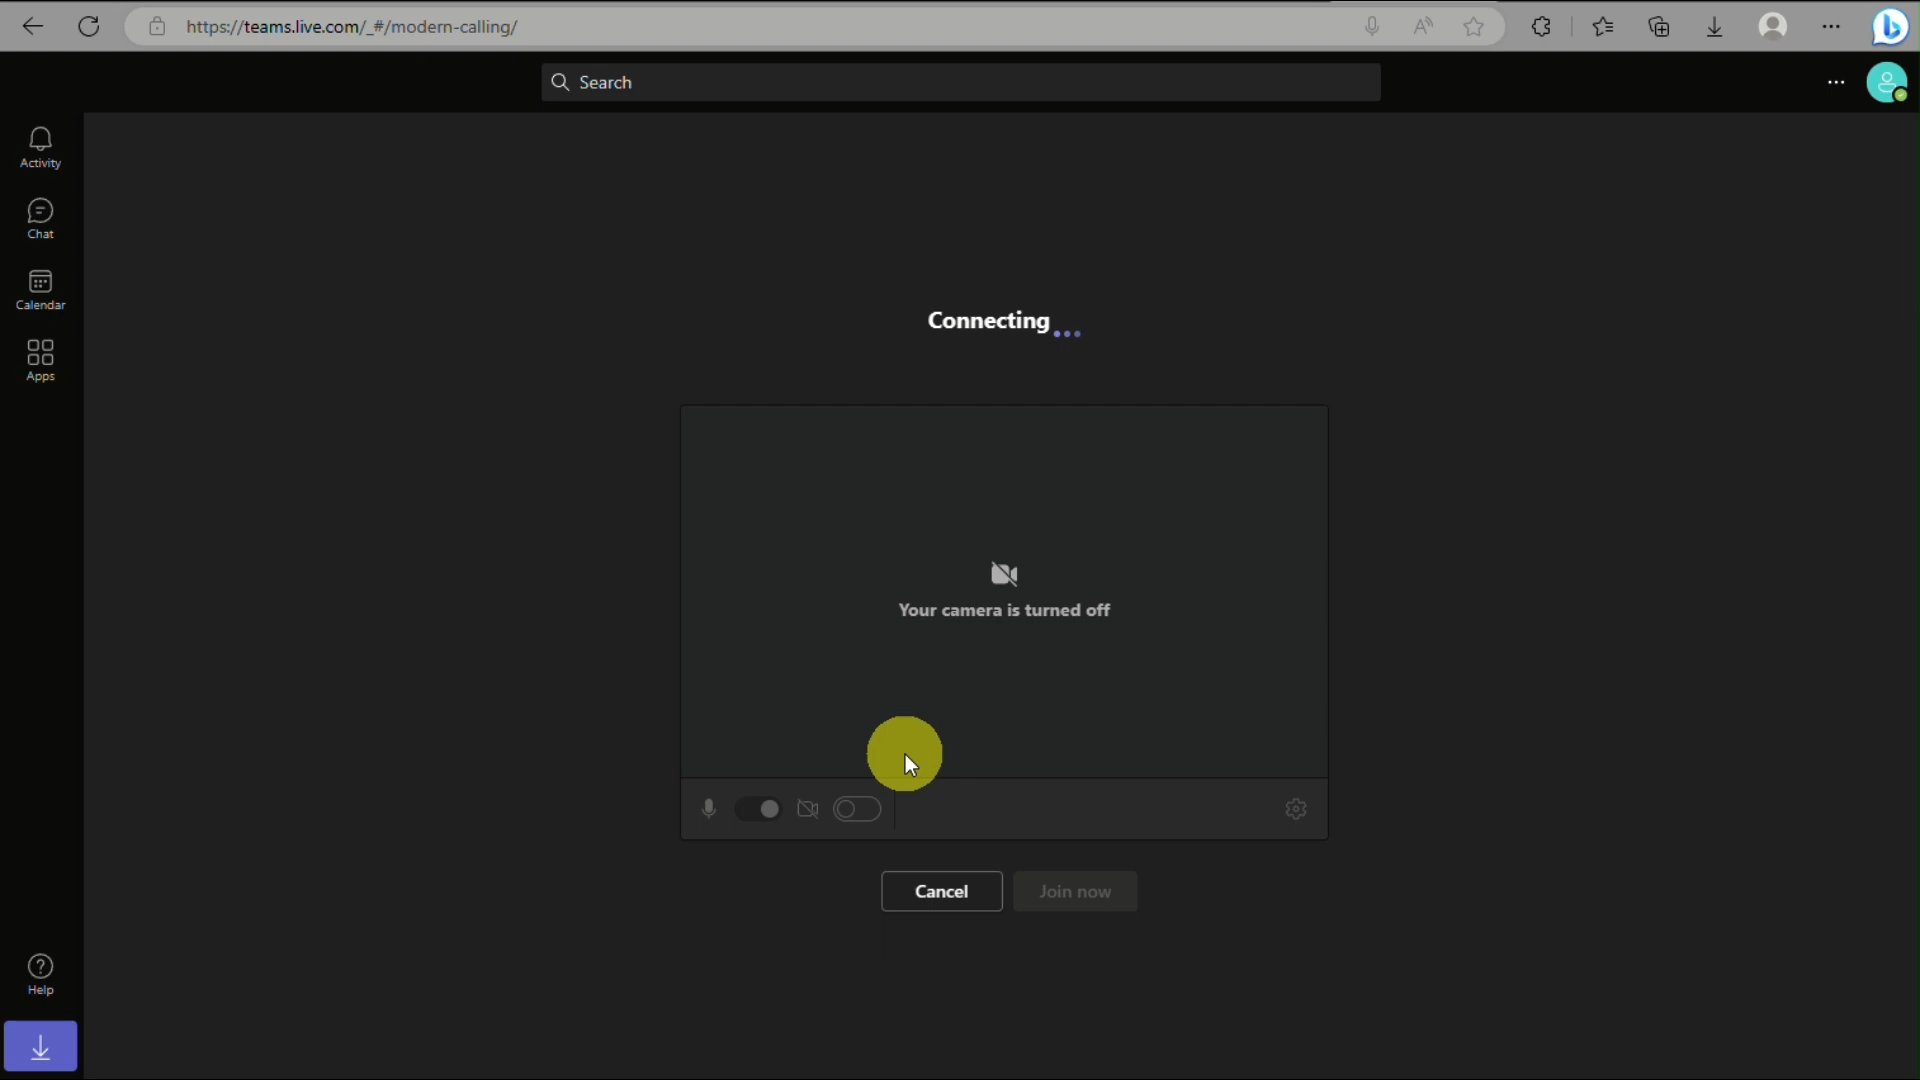 https://teams.live.com/_#/modern-calling/
Search
Activity
Chat
Calendar
Apps
Connecting...
Your camera is turned off
Cancel
Join now
Help